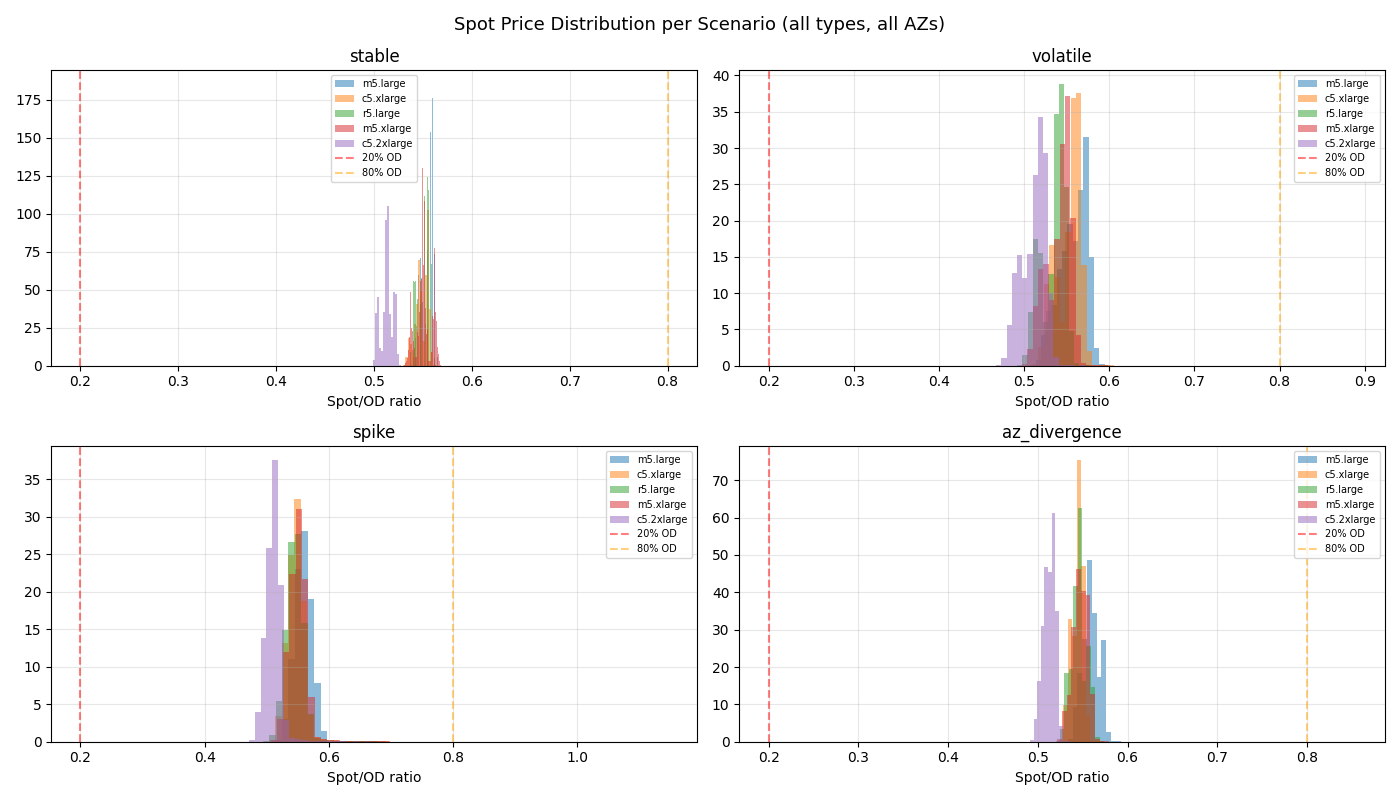 Spot Price Distribution per Scenario (all types, all AZs)
stable
175
150
125
100
75
50
25
0
0.2 0.3 0.4 0.5 0.6 0.7 0.8
Spot/OD ratio
m5.large
c5.xlarge
r5.large
m5.xlarge
c5.2xlarge
20% OD
80% OD
volatile
40
35
30
25
20
15
10
5
0
0.2 0.3 0.4 0.5 0.6 0.7 0.8 0.9
Spot/OD ratio
m5.large
c5.xlarge
r5.large
m5.xlarge
c5.2xlarge
20% OD
80% OD
spike
35
30
25
20
15
10
5
0
0.2 0.4 0.6 0.8 1.0
Spot/OD ratio
m5.large
c5.xlarge
r5.large
m5.xlarge
c5.2xlarge
20% OD
80% OD
az_divergence
70
60
50
40
30
20
10
0
0.2 0.3 0.4 0.5 0.6 0.7 0.8
Spot/OD ratio
m5.large
c5.xlarge
r5.large
m5.xlarge
c5.2xlarge
20% OD
80% OD